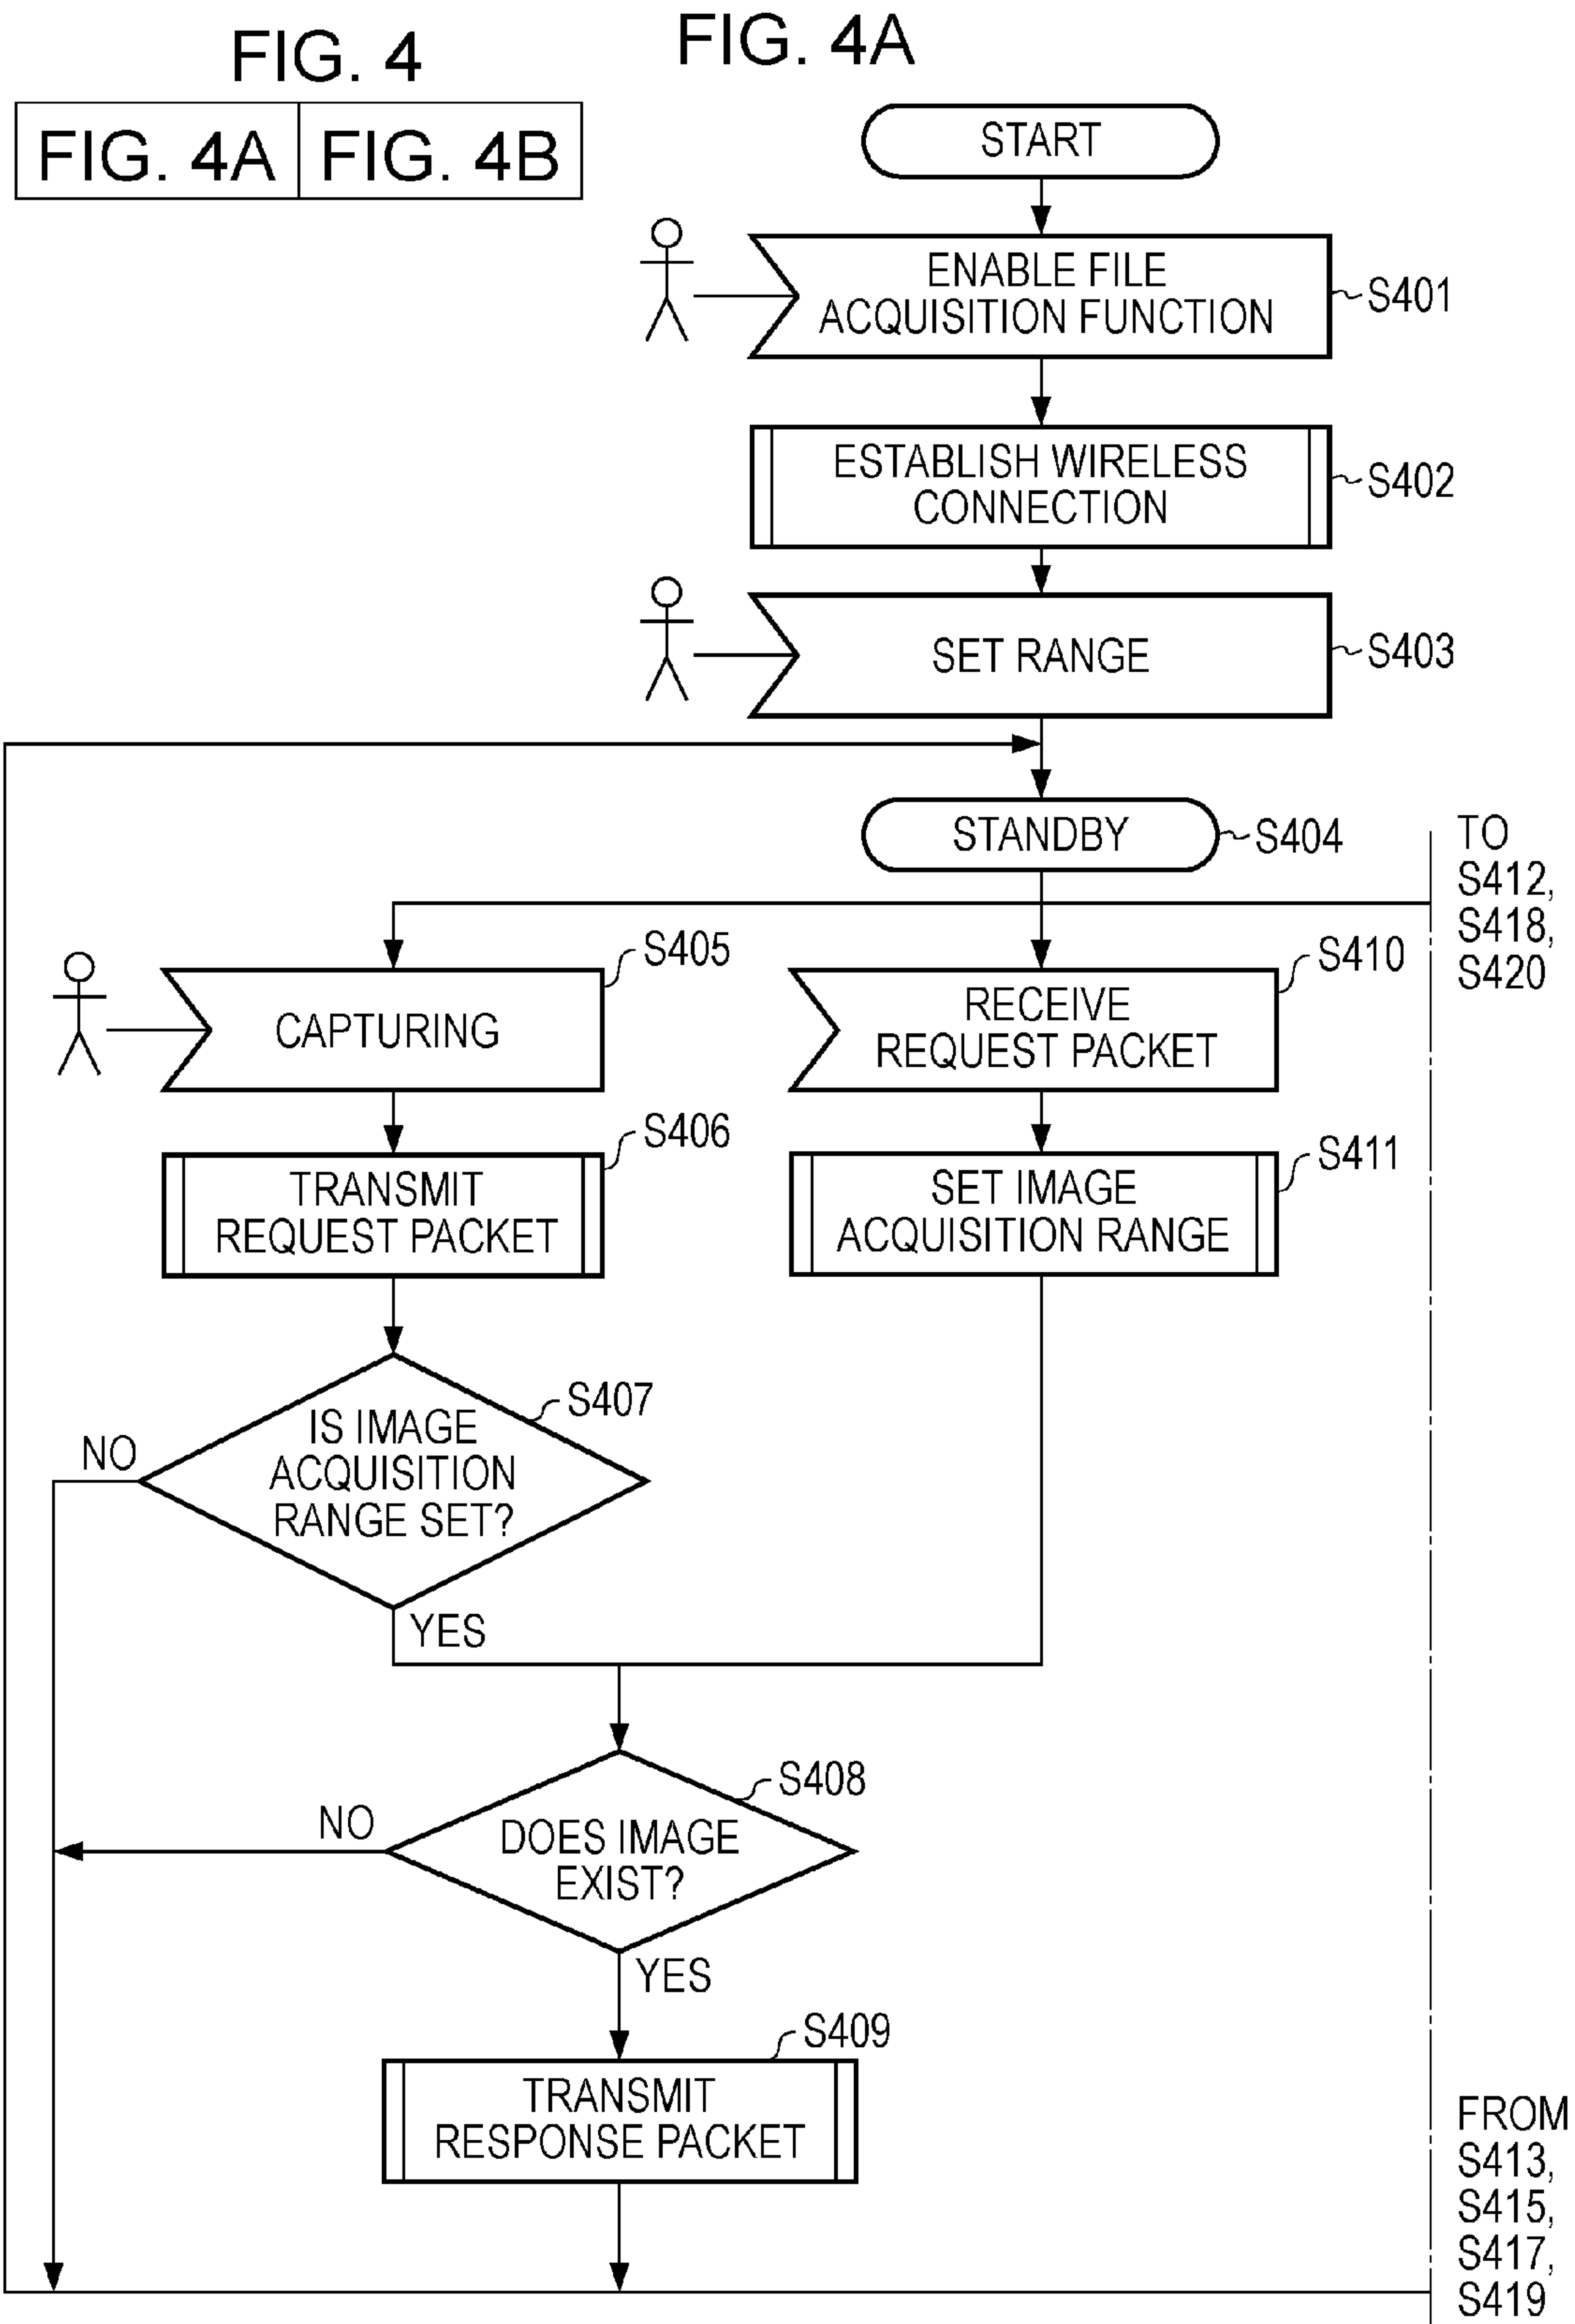 FIG. 4
FIG. 4A
FIG. 4B
FIG. 4A
START
ENABLE FILE
ACQUISITION FUNCTION
S401
ESTABLISH WIRELESS
CONNECTION
S402
SET RANGE
S403
STANDBY
S404
TO
S412,
S418,
S420
CAPTURING
S405
RECEIVE
REQUEST PACKET
S410
TRANSMIT
REQUEST PACKET
S406
SET IMAGE
ACQUISITION RANGE
S411
IS IMAGE
ACQUISITION
RANGE SET?
S407
NO
YES
DOES IMAGE
EXIST?
S408
NO
YES
TRANSMIT
RESPONSE PACKET
S409
FROM
S413,
S415,
S417,
S419